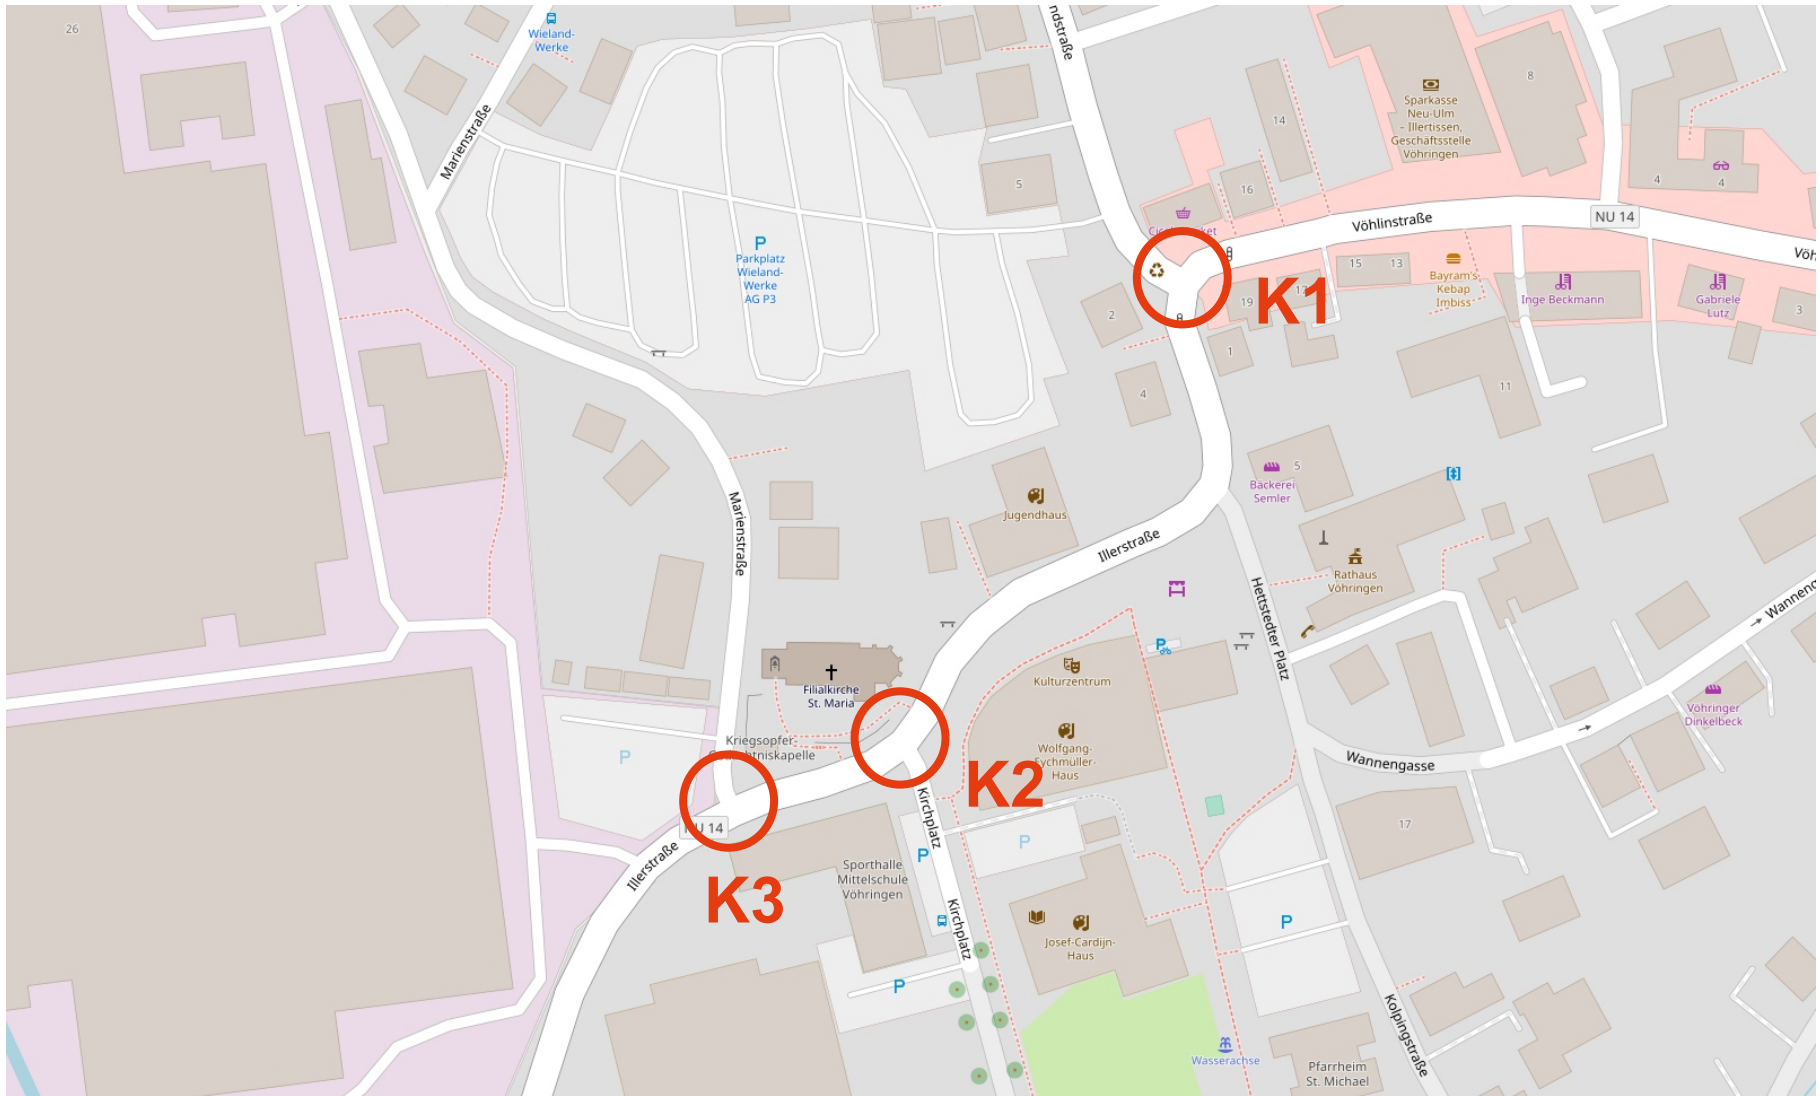 26
Wieland-
Werke
Marienstraße
ndstraße
5
14
16
Sparkasse
Neu-Ulm
- Illertissen,
Geschäftsstelle
Vöhringen
8
4
4
NU 14
Vöhlinstraße
Vöh
P
Parkplatz
Wieland-
Werke
AG P3
2
4
K1
19
17
1
15
13
Bayram's
Kebap
Imbiss
Inge Beckmann
Gabriele
Lutz
3
11
Marienstraße
Jugendhaus
Illerstraße
5
Bäckerei
Semler
Rathaus
Vöhringen
Hettstedter Platz
Wanneng
Filialkirche
St. Maria
Kriegsopfer-
P
Kulturzentrum
P
Wolfgang-
Eychmüller-
Haus
K2
Wannengasse
Vöhringer
Dinkelbeck
NU 14
Illerstraße
K3
Sporthalle
Mittelschule
Vöhringen
Kirchplatz
P
P
17
Kirchplatz
Josef-Cardijn-
Haus
P
P
Kolpingstraße
Wasserachse
Pfarrheim
St. Michael